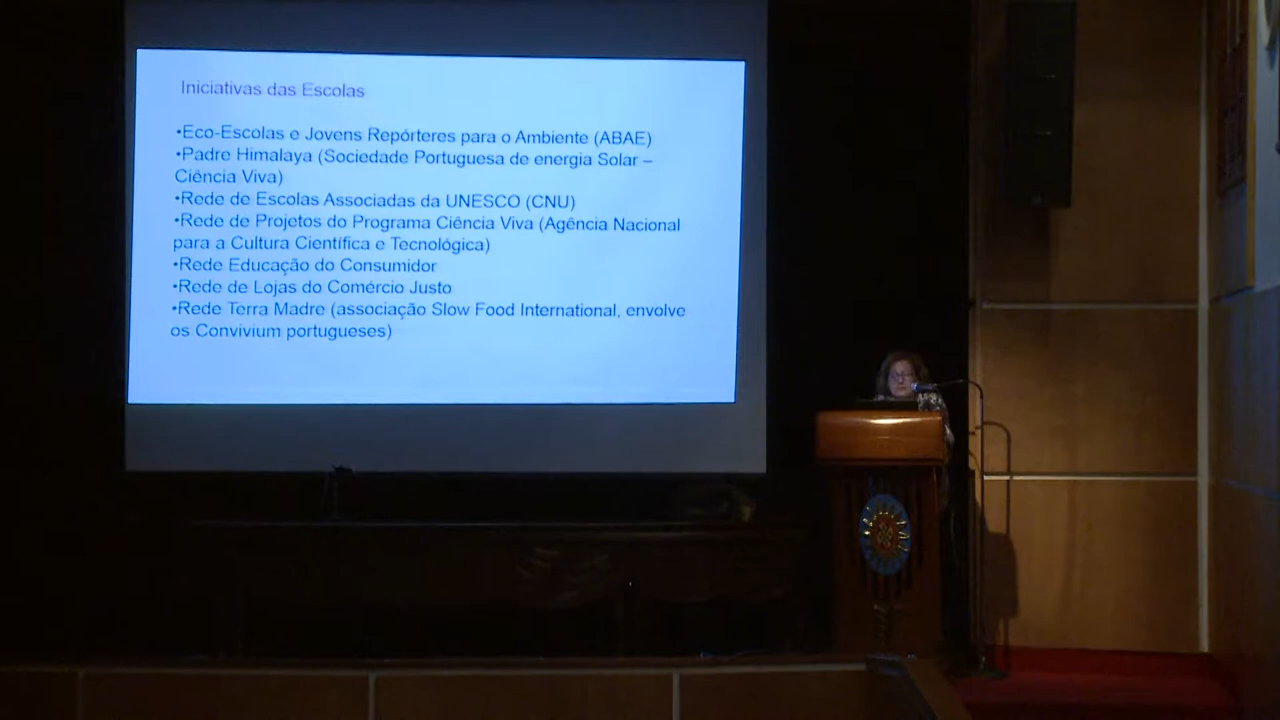 Iniciativas das Escolas
•Eco-Escolas e Jovens Repórteres para o Ambiente (ABAE)
•Padre Himalaya (Sociedade Portuguesa de energia Solar –
Ciência Viva)
•Rede de Escolas Associadas da UNESCO (CNU)
•Rede de Projetos do Programa Ciência Viva (Agência Nacional
para a Cultura Científica e Tecnológica)
•Rede Educação do Consumidor
•Rede de Lojas do Comércio Justo
•Rede Terra Madre (associação Slow Food International, envolve
os Convivium portugueses)